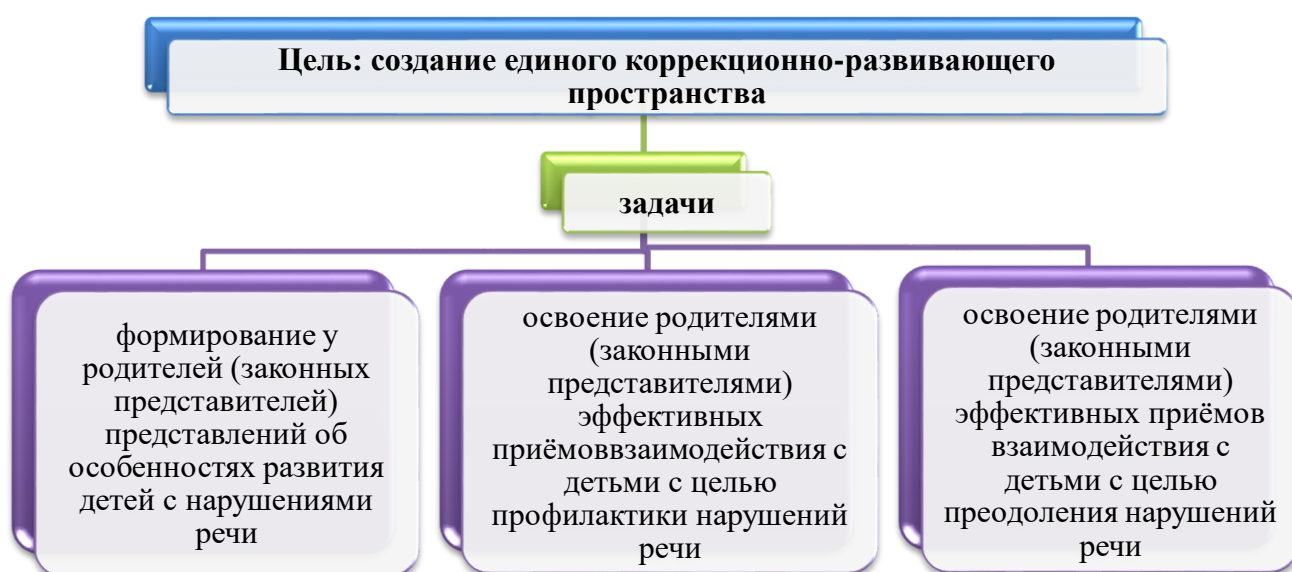 Цель: создание единого коррекционно-развивающего
пространства
задачи
формирование у
родителей (законных
представителей)
представлений об
особенностях развития
детей с нарушениями
речи
освоение родителями
(законными
представителями)
эффективных
приёмоввзаимодействия с
детьми с целью
профилактики нарушений
речи
освоение родителями
(законными
представителями)
эффективных приёмов
взаимодействия с
детьми с целью
преодоления нарушений
речи